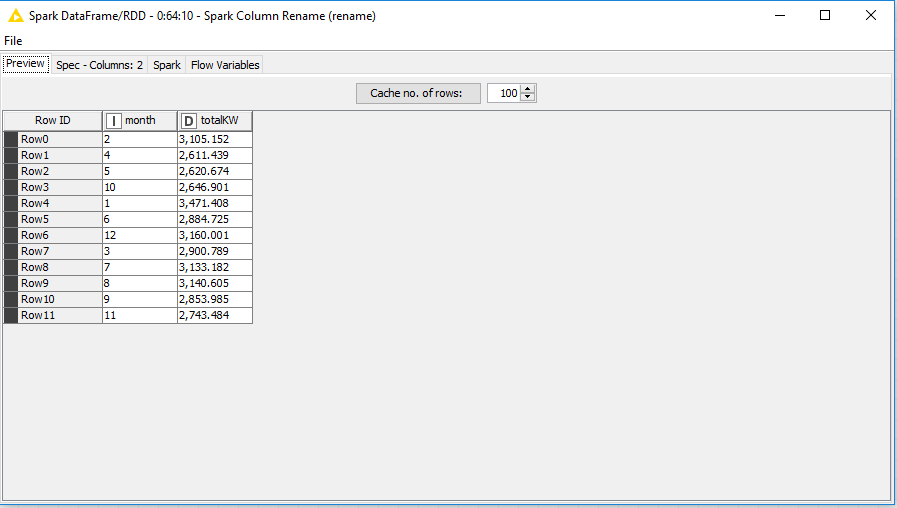 Spark DataFrame/RDD - 0:64:10 - Spark Column Rename (rename)
File
Preview Spec - Columns: 2 Spark Flow Variables
Cache no. of rows: 100
Row ID I month D totalKW
Row0 2 3,105.152
Row1 4 2,611.439
Row2 5 2,620.674
Row3 10 2,646.901
Row4 1 3,471.408
Row5 6 2,884.725
Row6 12 3,160.001
Row7 3 2,900.789
Row8 7 3,133.182
Row9 8 3,140.605
Row10 9 2,853.985
Row11 11 2,743.484